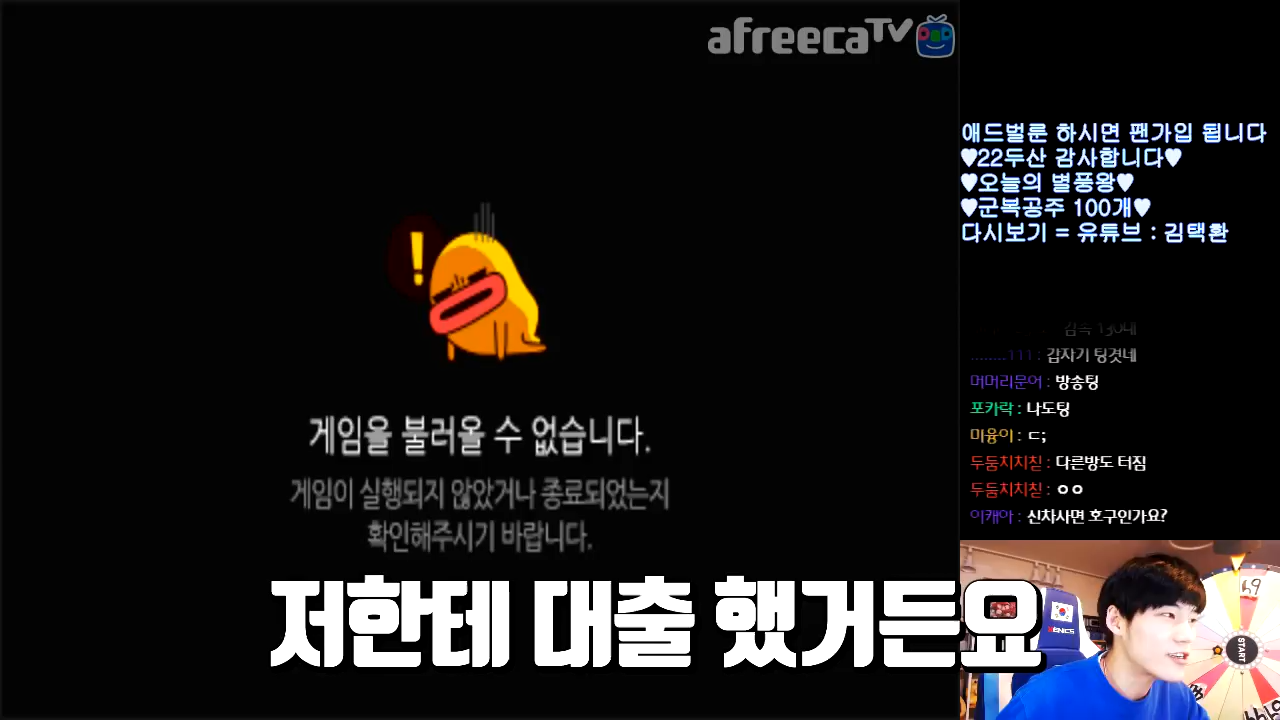 afreecaTV
애드벌룬 하시면 팬가입 됩니다
♥22두산 감사합니다♥
♥오늘의 별풍왕♥
♥군복공주 100개♥
다시보기 = 유튜브 : 김택환
........111 : 갑자기 팅겻네
머머리문어 : 방송팅
포카락 : 나도팅
미융이 : ㄷ;
두둠치치칟 : 다른방도 터짐
두둠치치칟 : ㅇㅇ
이캐아 : 신차사면 호구인가요?
!
게임을 불러올 수 없습니다.
게임이 실행되지 않았거나 종료되었는지
확인해주시기 바랍니다.
저한테 대출 했거든요
XENICS
START